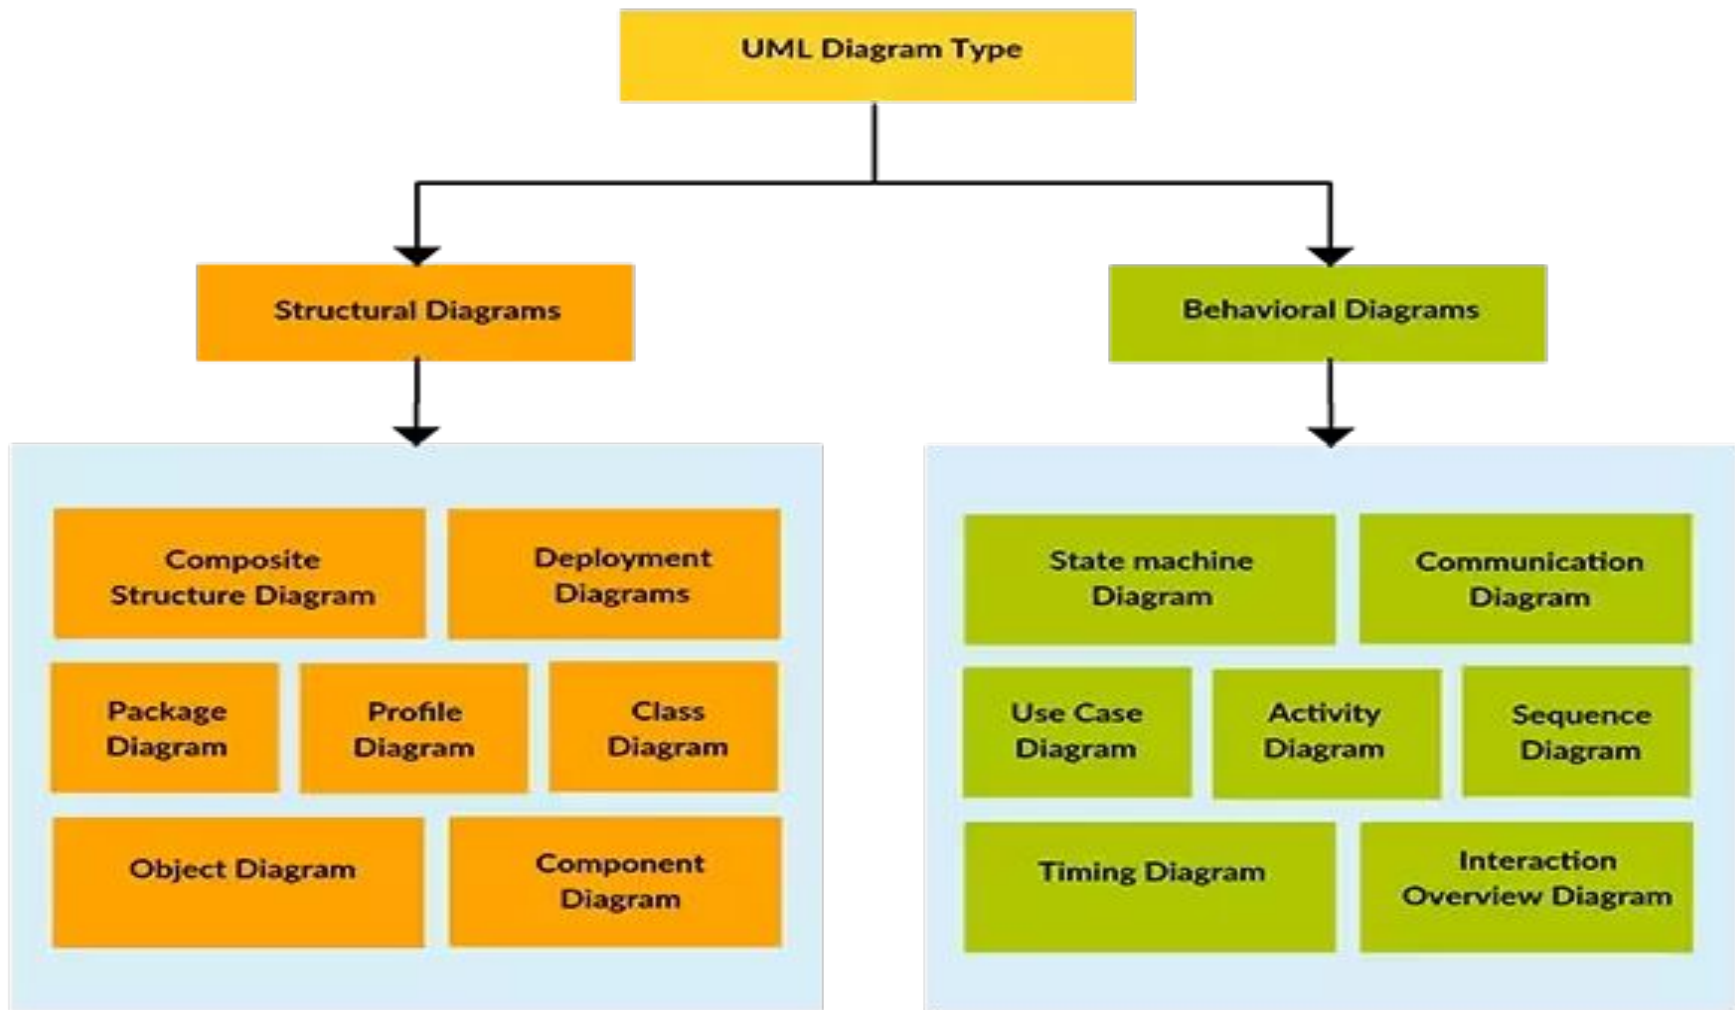 UML Diagram Type
Structural Diagrams
Behavioral Diagrams
Composite
Structure Diagram
Deployment
Diagrams
Package
Diagram
Profile
Diagram
Class
Diagram
Object Diagram
Component
Diagram
State machine
Diagram
Communication
Diagram
Use Case
Diagram
Activity
Diagram
Sequence
Diagram
Timing Diagram
Interaction
Overview Diagram